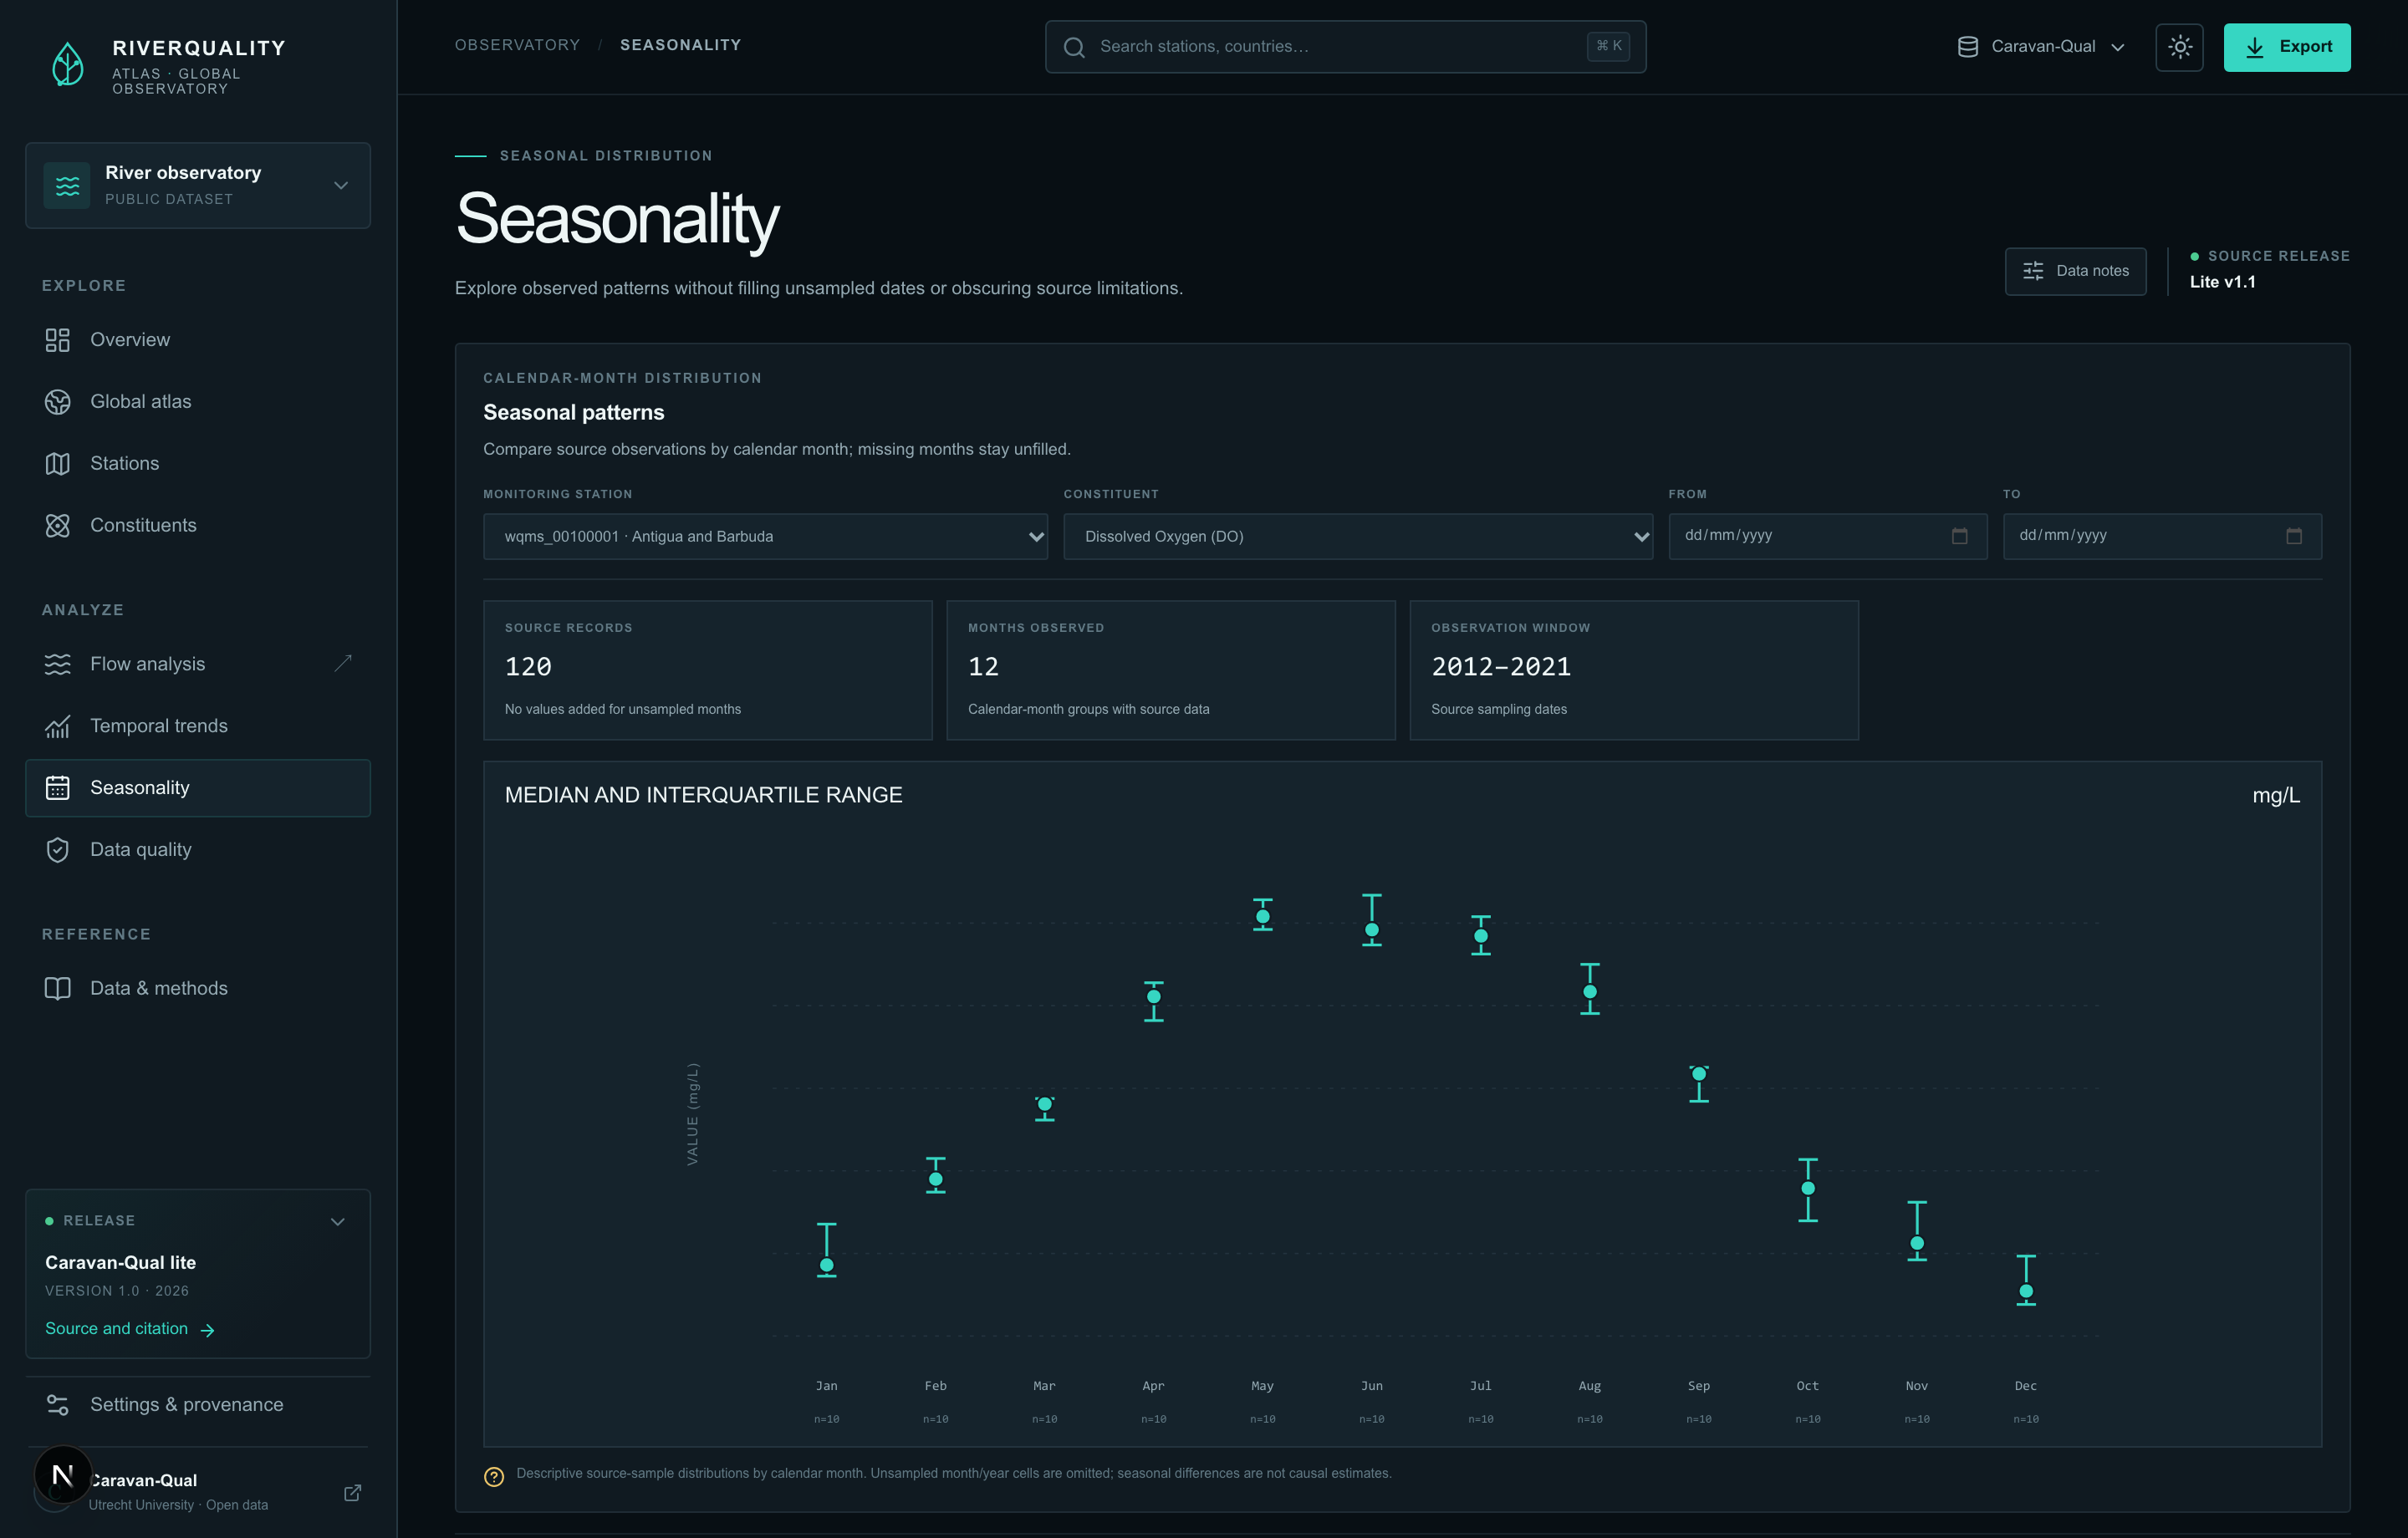 RIVERQUALITY
ATLAS · GLOBAL
OBSERVATORY
River observatory
PUBLIC DATASET
EXPLORE
Overview
Global atlas
Stations
Constituents
ANALYZE
Flow analysis
Temporal trends
Seasonality
Data quality
REFERENCE
Data & methods
RELEASE
Caravan-Qual lite
VERSION 1.0 · 2026
Source and citation
Settings & provenance
N
Caravan-Qual
Utrecht University · Open data
OBSERVATORY / SEASONALITY
Search stations, countries…
⌘ K
Caravan-Qual
Export
SEASONAL DISTRIBUTION
Seasonality
Explore observed patterns without filling unsampled dates or obscuring source limitations.
Data notes
SOURCE RELEASE
Lite v1.1
CALENDAR-MONTH DISTRIBUTION
Seasonal patterns
Compare source observations by calendar month; missing months stay unfilled.
MONITORING STATION
wqms_00100001 · Antigua and Barbuda
CONSTITUENT
Dissolved Oxygen (DO)
FROM
dd/mm/yyyy
TO
dd/mm/yyyy
SOURCE RECORDS
120
No values added for unsampled months
MONTHS OBSERVED
12
Calendar-month groups with source data
OBSERVATION WINDOW
2012–2021
Source sampling dates
MEDIAN AND INTERQUARTILE RANGE
mg/L
VALUE (mg/L)
Jan Feb Mar Apr May Jun Jul Aug Sep Oct Nov Dec
n=10 n=10 n=10 n=10 n=10 n=10 n=10 n=10 n=10 n=10 n=10 n=10
Descriptive source-sample distributions by calendar month. Unsampled month/year cells are omitted; seasonal differences are not causal estimates.